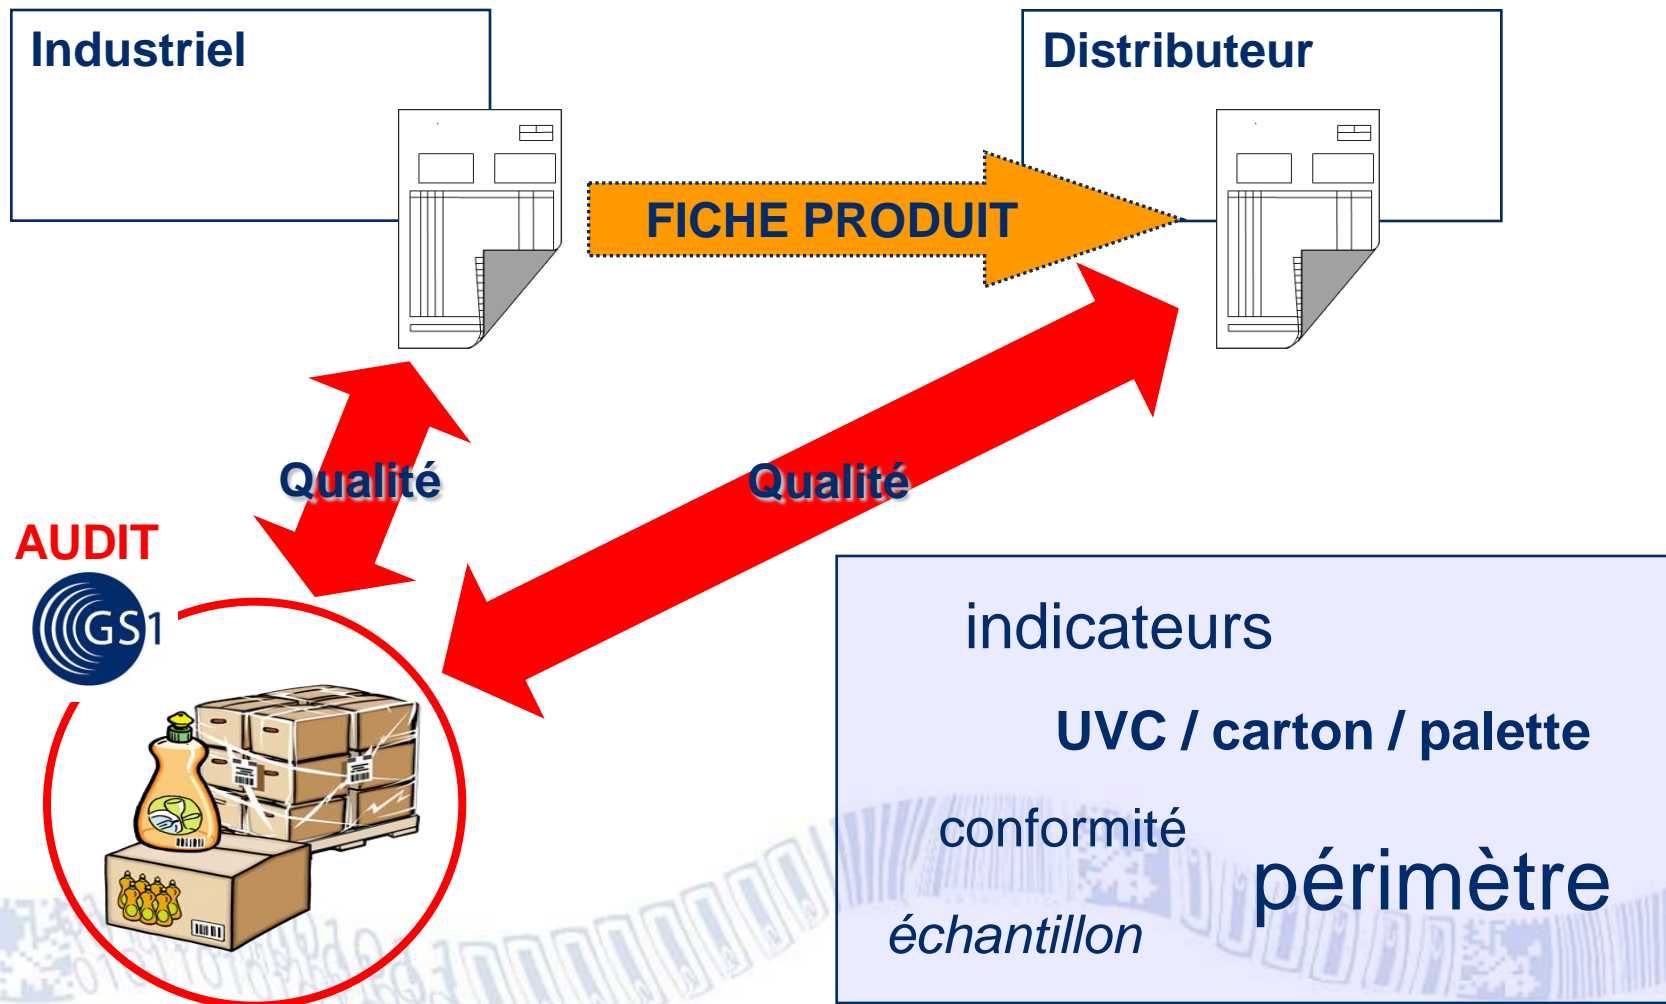 Industriel
Distributeur
FICHE PRODUIT
Qualité
Qualité
AUDIT
GS1
indicateurs
UVC / carton / palette
conformité
périmètre
échantillon